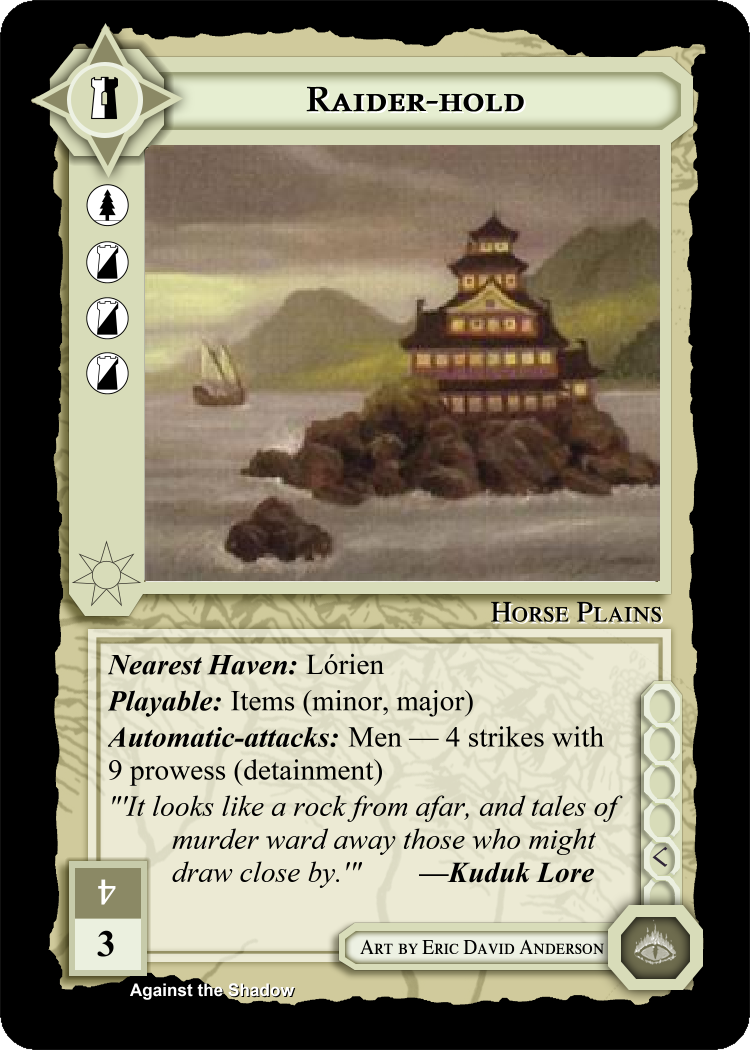 Raider-hold
Horse Plains
Nearest Haven: Lórien
Playable: Items (minor, major)
Automatic-attacks: Men — 4 strikes with
9 prowess (detainment)
"'It looks like a rock from afar, and tales of
murder ward away those who might
draw close by.'" —Kuduk Lore
4
3
Art by Eric David Anderson
Against the Shadow